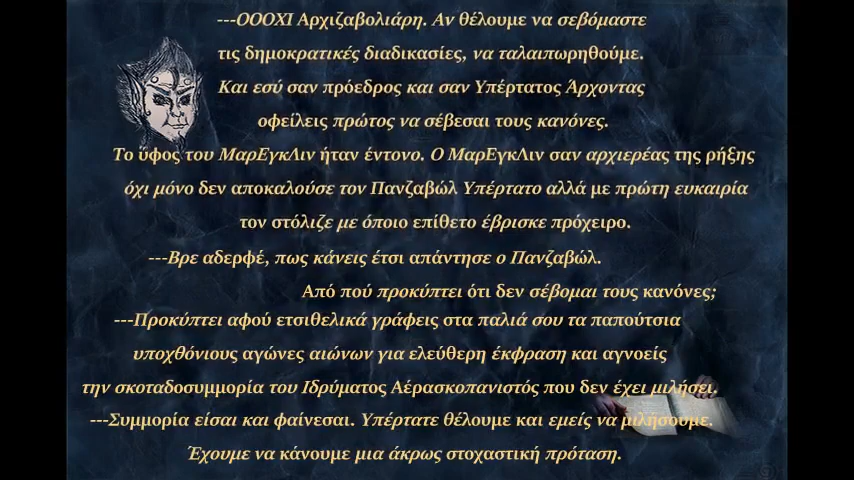 ---ΟΟΟΧΙ Αρχιζαβολιάρη. Αν θέλουμε να σεβόμαστε
τις δημοκρατικές διαδικασίες, να ταλαιπωρηθούμε.
Και εσύ σαν πρόεδρος και σαν Υπέρτατος Άρχοντας
οφείλεις πρώτος να σέβεσαι τους κανόνες.
Το ὕφος του ΜαρΕγκΛιν ήταν έντονο. Ο ΜαρΕγκΛιν σαν αρχιερέας της ρήξης
όχι μόνο δεν αποκαλούσε τον Πανζαβώλ Υπέρτατο αλλά με πρώτη ευκαιρία
τον στόλιζε με όποιο επίθετο έβρισκε πρόχειρο.
---Βρε αδερφέ, πως κάνεις έτσι απάντησε ο Πανζαβώλ.
Από πού προκύπτει ότι δεν σέβομαι τους κανόνες;
---Προκύπτει αφού ετσιθελικά γράφεις στα παλιά σου τα παπούτσια
υποχθόνιους αγώνες αιώνων για ελεύθερη έκφραση και αγνοείς
την σκοταδοσυμμορία του Ιδρύματος Αέρασκοπανιστός που δεν έχει μιλήσει.
---Συμμορία είσαι και φαίνεσαι. Υπέρτατε θέλουμε και εμείς να μιλήσουμε.
Έχουμε να κάνουμε μια άκρως στοχαστική πρόταση.